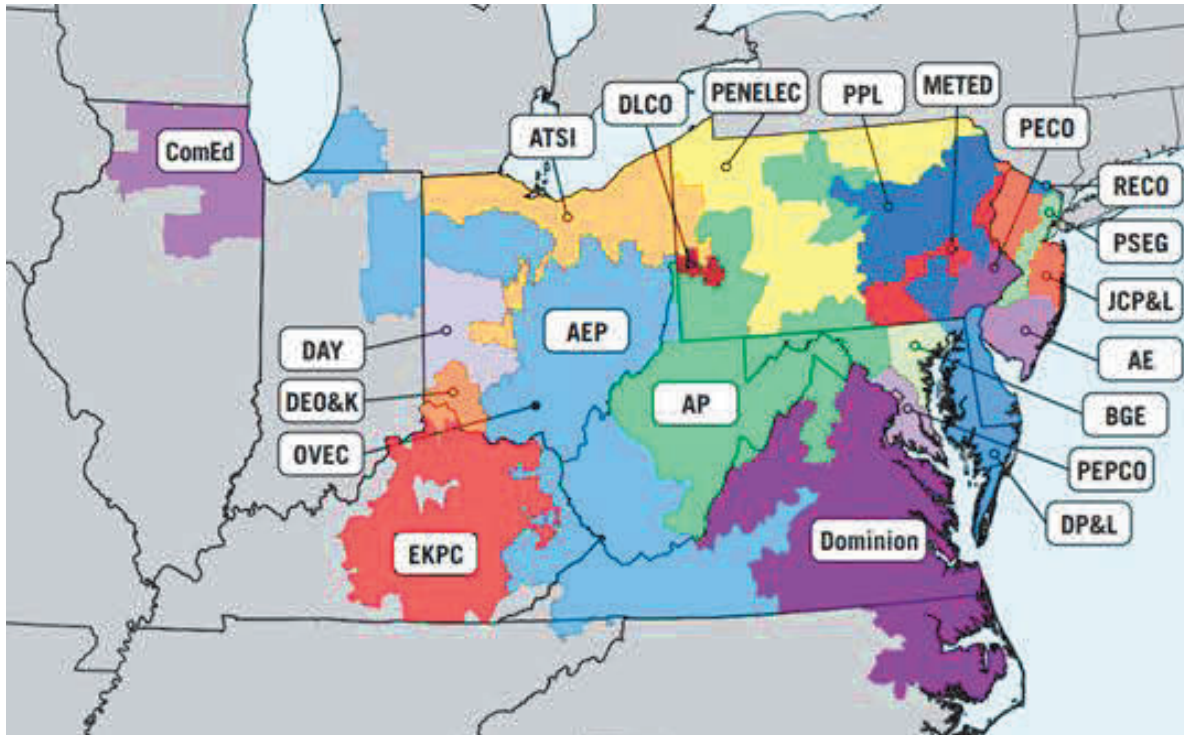 ComEd
ATSI
DLCO
PENELEC
PPL
METED
PECO
RECO
PSEG
JCP&L
AE
BGE
PEPCO
DP&L
DAY
DEO&K
OVEC
AEP
AP
EKPC
Dominion